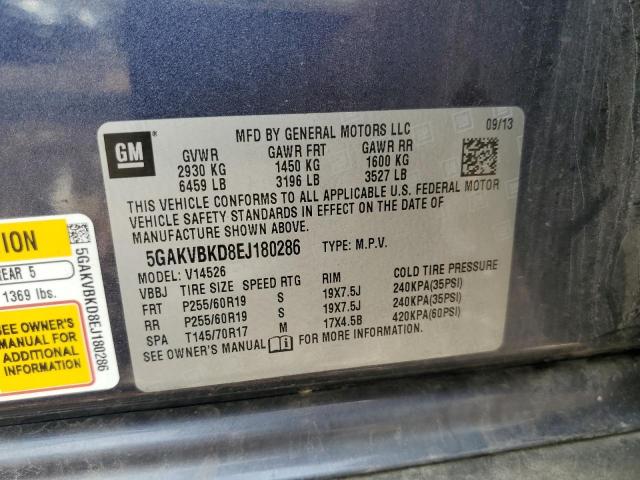 GM
MFD BY GENERAL MOTORS LLC
09/13
GVWR GAWR FRT GAWR RR
2930 KG 1450 KG 1600 KG
6459 LB 3196 LB 3527 LB
THIS VEHICLE CONFORMS TO ALL APPLICABLE U.S. FEDERAL MOTOR
VEHICLE SAFETY STANDARDS IN EFFECT ON THE DATE OF
MANUFACTURE SHOWN ABOVE.
5GAKVBKD8EJ180286 TYPE: M.P.V.
MODEL: V14526
VBBJ TIRE SIZE SPEED RTG RIM COLD TIRE PRESSURE
FRT P255/60R19 S 19X7.5J 240KPA(35PSI)
RR P255/60R19 S 19X7.5J 240KPA(35PSI)
SPA T145/70R17 M 17X4.5B 420KPA(60PSI)
SEE OWNER'S MANUAL FOR MORE INFORMATION.
TION
EAR 5
1369 lbs.
SEE OWNER'S
MANUAL FOR
ADDITIONAL
5GAKVBKD8EJ180286